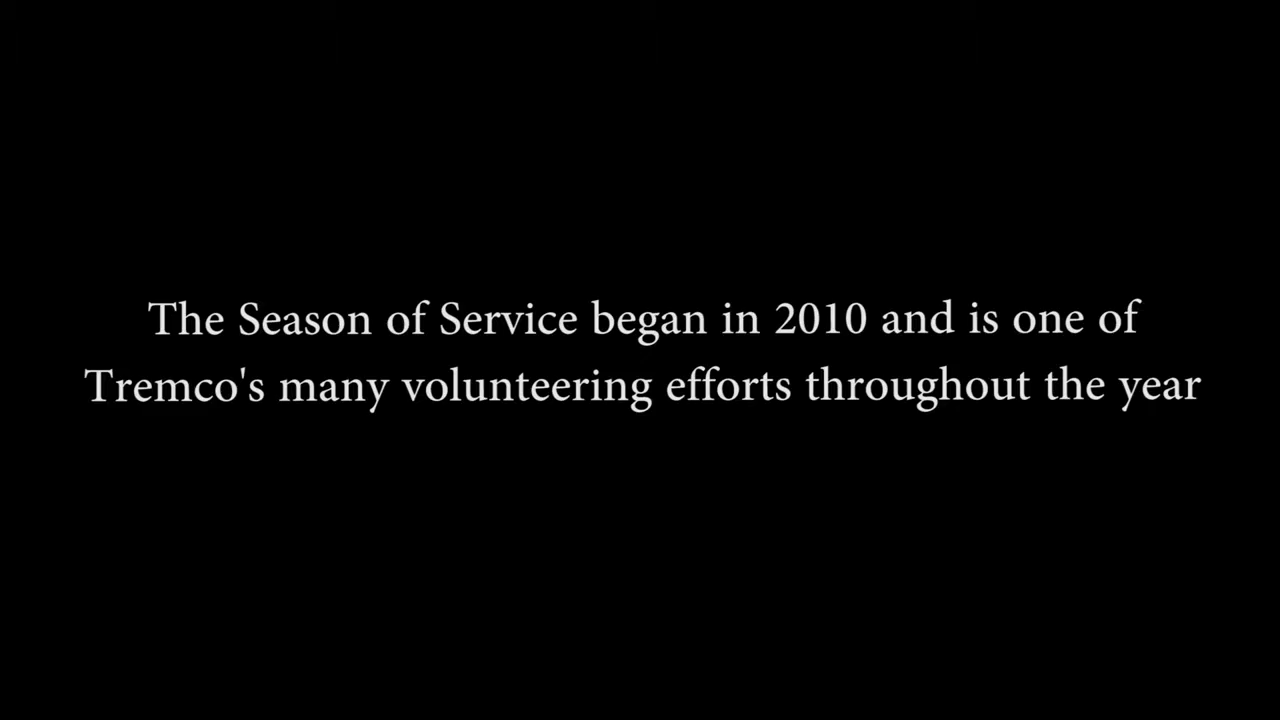 The Season of Service began in 2010 and is one of
Tremco's many volunteering efforts throughout the year